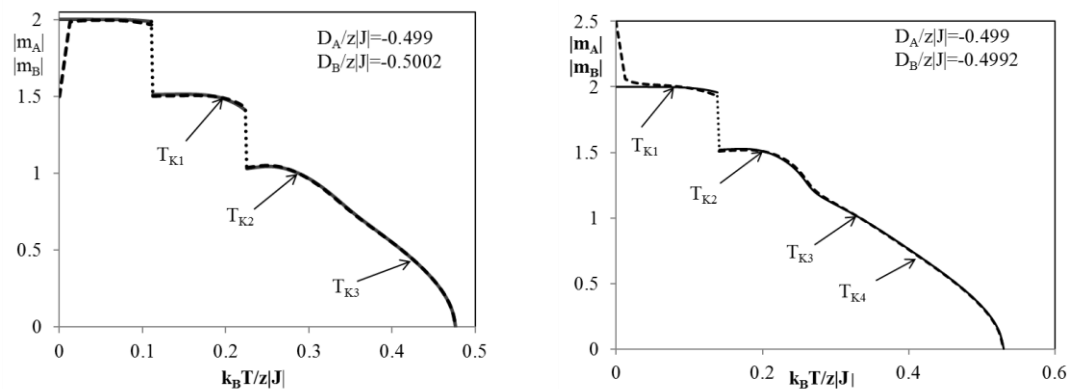 2
|m_A|
|m_B|
1.5
1
0.5
0
D_A/z|J|=-0.499
D_B/z|J|=-0.5002
T_K1
T_K2
T_K3
0 0.1 0.2 0.3 0.4 0.5
k_BT/z|J|
2.5
|m_A|
|m_B|
2
1.5
1
0.5
0
D_A/z|J|=-0.499
D_B/z|J|=-0.4992
T_K1
T_K2
T_K3
T_K4
0 0.2 0.4 0.6
k_BT/z|J|